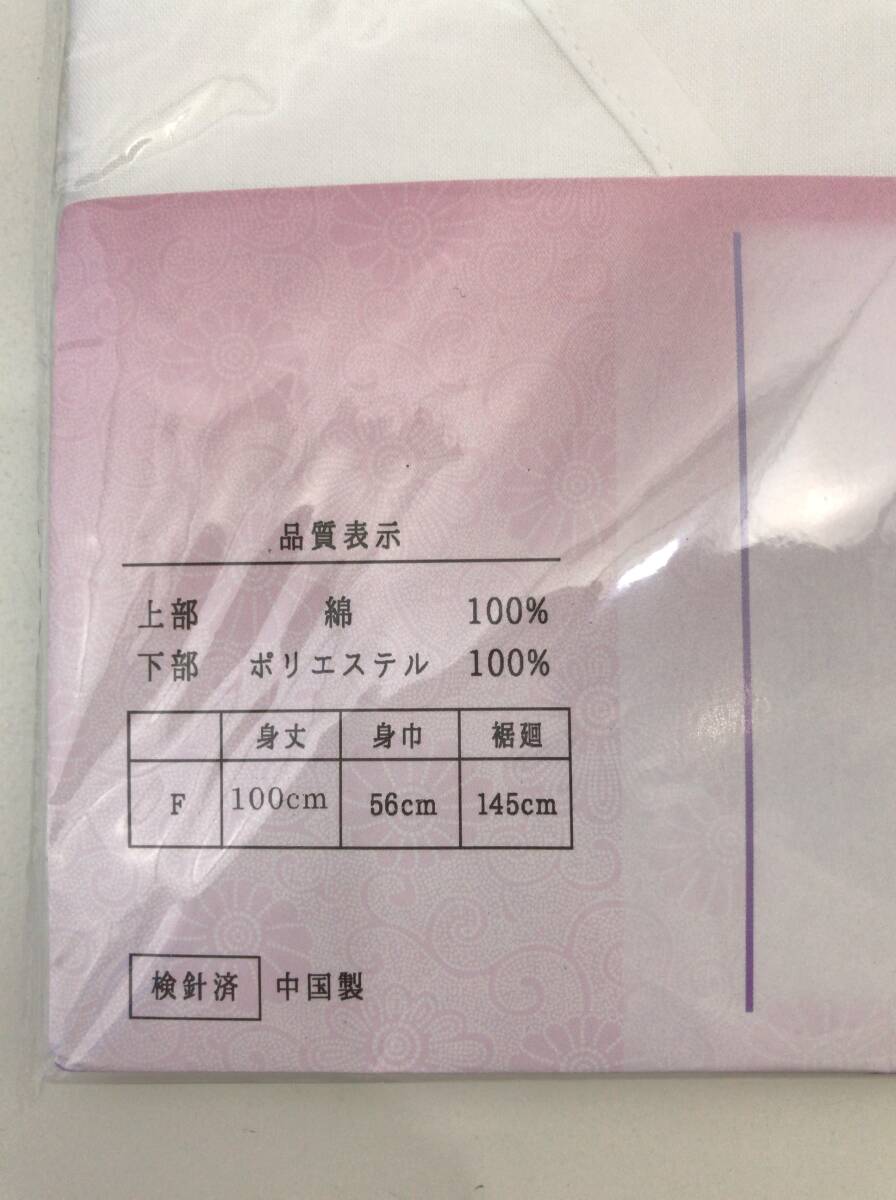 品質表示
上部 綿 100%
下部 ポリエステル 100%
身丈 身巾 裾廻
F 100cm 56cm 145cm
検針済 中国製